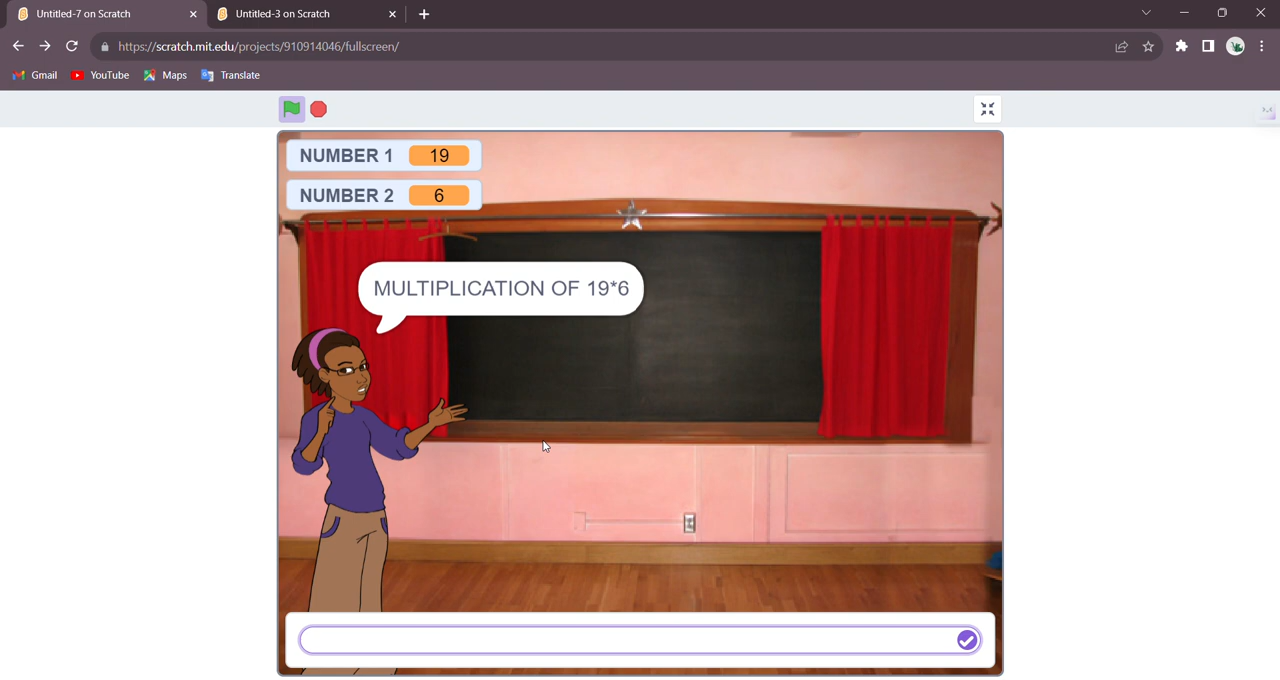 Untitled-7 on Scratch
Untitled-3 on Scratch
https://scratch.mit.edu/projects/910914046/fullscreen/
Gmail
YouTube
Maps
Translate
NUMBER 1 19
NUMBER 2 6
MULTIPLICATION OF 19*6